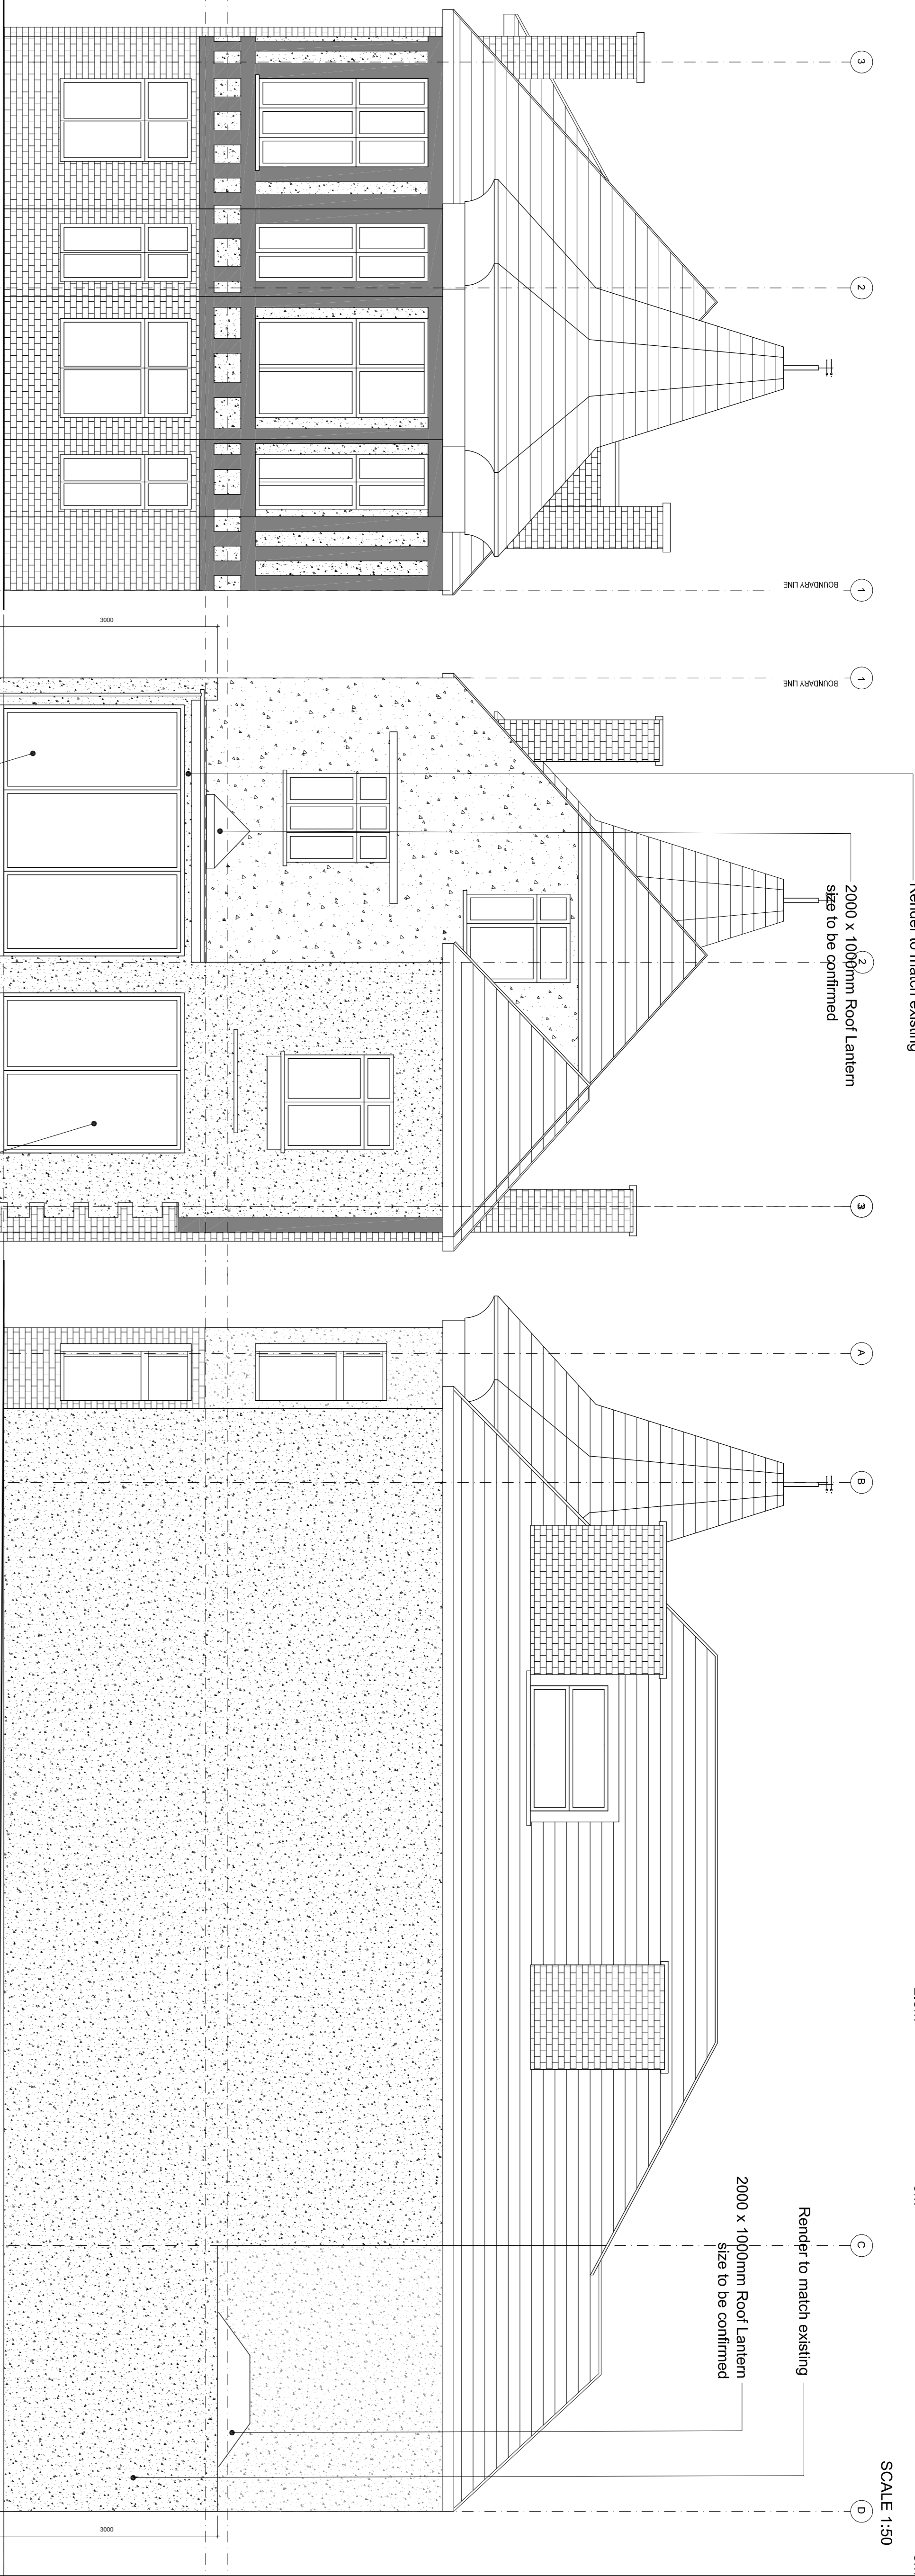 3
2
BOUNDARY LINE
1
3000
BOUNDARY LINE
1
Render to match existing
2000 x 1000mm Roof Lantern
size to be confirmed
2
3
A
B
C
Render to match existing
2000 x 1000mm Roof Lantern
size to be confirmed
D
3000
SCALE 1:50